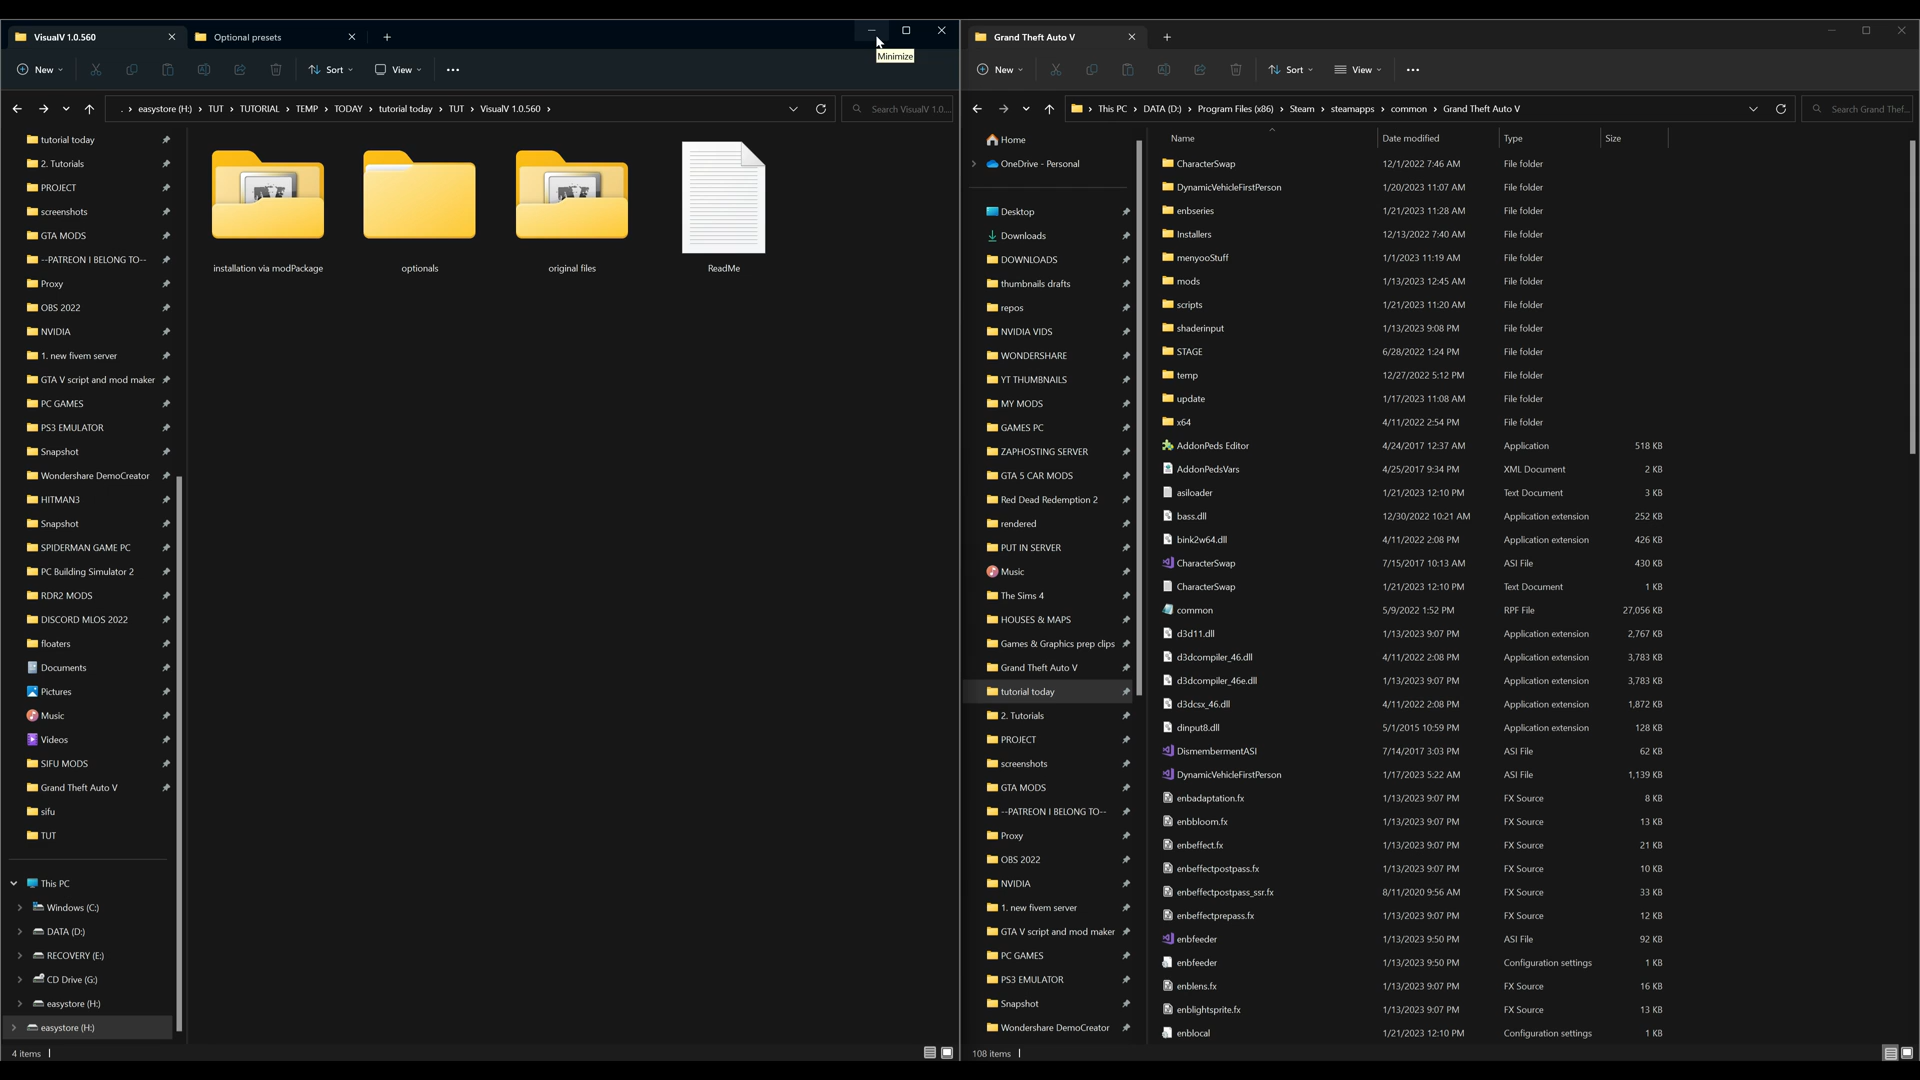 VisualV 1.0.560
Optional presets
Minimize
New
Sort
View
easystore (H:) > TUT > TUTORIAL > TEMP > TODAY > tutorial today > TUT > VisualV 1.0.560 >
Search VisualV 1.0...
tutorial today
2. Tutorials
PROJECT
screenshots
GTA MODS
--PATREON I BELONG TO--
Proxy
OBS 2022
NVIDIA
1. new fivem server
GTA V script and mod maker
PC GAMES
PS3 EMULATOR
Snapshot
Wondershare DemoCreator
HITMAN3
Snapshot
SPIDERMAN GAME PC
PC Building Simulator 2
RDR2 MODS
DISCORD MLOS 2022
floaters
Documents
Pictures
Music
Videos
SIFU MODS
Grand Theft Auto V
sifu
TUT
This PC
Windows (C:)
DATA (D:)
RECOVERY (E:)
CD Drive (G:)
easystore (H:)
easystore (H:)
4 items
installation via modPackage
optionals
original files
ReadMe
Grand Theft Auto V
New
Sort
View
This PC > DATA (D:) > Program Files (x86) > Steam > steamapps > common > Grand Theft Auto V
Search Grand Thef...
Home
OneDrive - Personal
Desktop
Downloads
DOWNLOADS
thumbnails drafts
repos
NVIDIA VIDS
WONDERSHARE
YT THUMBNAILS
MY MODS
GAMES PC
ZAPHOSTING SERVER
GTA 5 CAR MODS
Red Dead Redemption 2
rendered
PUT IN SERVER
Music
The Sims 4
HOUSES & MAPS
Games & Graphics prep clips
Grand Theft Auto V
tutorial today
2. Tutorials
PROJECT
screenshots
GTA MODS
--PATREON I BELONG TO--
Proxy
OBS 2022
NVIDIA
1. new fivem server
GTA V script and mod maker
PC GAMES
PS3 EMULATOR
Snapshot
Wondershare DemoCreator
108 items
Name Date modified Type Size
CharacterSwap 12/1/2022 7:46 AM File folder
DynamicVehicleFirstPerson 1/20/2023 11:07 AM File folder
enbseries 1/21/2023 11:28 AM File folder
Installers 12/13/2022 7:40 AM File folder
menyooStuff 1/1/2023 11:19 AM File folder
mods 1/13/2023 12:45 AM File folder
scripts 1/21/2023 11:20 AM File folder
shaderinput 1/13/2023 9:08 PM File folder
STAGE 6/28/2022 1:24 PM File folder
temp 12/27/2022 5:12 PM File folder
update 1/17/2023 11:08 AM File folder
x64 4/11/2022 2:54 PM File folder
AddonPeds Editor 4/24/2017 12:37 AM Application 518 KB
AddonPedsVars 4/25/2017 9:34 PM XML Document 2 KB
asiloader 1/21/2023 12:10 PM Text Document 3 KB
bass.dll 12/30/2022 10:21 AM Application extension 252 KB
bink2w64.dll 4/11/2022 2:08 PM Application extension 426 KB
CharacterSwap 7/15/2017 10:13 AM ASI File 430 KB
CharacterSwap 1/21/2023 12:10 PM Text Document 1 KB
common 5/9/2022 1:52 PM RPF File 27,056 KB
d3d11.dll 1/13/2023 9:07 PM Application extension 2,767 KB
d3dcompiler_46.dll 4/11/2022 2:08 PM Application extension 3,783 KB
d3dcompiler_46e.dll 1/13/2023 9:07 PM Application extension 3,783 KB
d3dcsx_46.dll 4/11/2022 2:08 PM Application extension 1,872 KB
dinput8.dll 5/1/2015 10:59 PM Application extension 128 KB
DismembermentASI 7/14/2017 3:03 PM ASI File 62 KB
DynamicVehicleFirstPerson 1/17/2023 5:22 AM ASI File 1,139 KB
enbadaptation.fx 1/13/2023 9:07 PM FX Source 8 KB
enbbloom.fx 1/13/2023 9:07 PM FX Source 13 KB
enbeffect.fx 1/13/2023 9:07 PM FX Source 21 KB
enbeffectpostpass.fx 1/13/2023 9:07 PM FX Source 10 KB
enbeffectpostpass_ssr.fx 8/11/2020 9:56 AM FX Source 33 KB
enbeffectprepass.fx 1/13/2023 9:07 PM FX Source 12 KB
enbfeeder 1/13/2023 9:50 PM ASI File 92 KB
enbfeeder 1/13/2023 9:50 PM Configuration settings 1 KB
enblens.fx 1/13/2023 9:07 PM FX Source 16 KB
enblightsprite.fx 1/13/2023 9:07 PM FX Source 13 KB
enblocal 1/21/2023 12:10 PM Configuration settings 1 KB